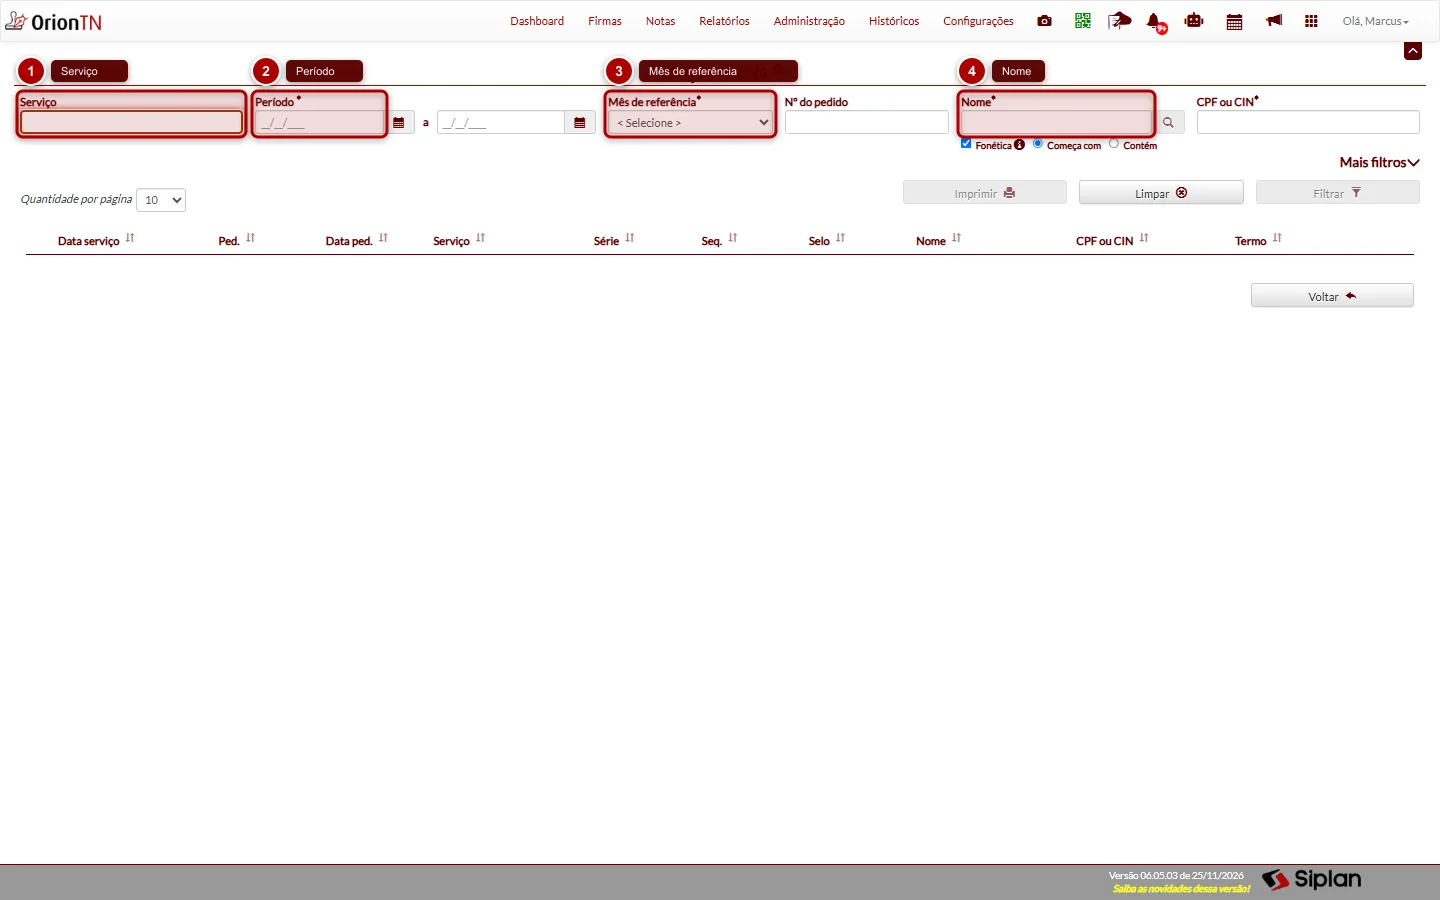 OrionTN
Dashboard Firmas Notas Relatórios Administração Históricos Configurações 9+ Olá, Marcus
1 Serviço 2 Período 3 Mês de referência 4 Nome
Serviço Período * Mês de referência* Nº do pedido Nome* CPF ou CIN*
__/__/____ a __/__/____ < Selecione >
Fonética Começa com Contém
Mais filtros
Quantidade por página 10 Imprimir Limpar Filtrar
Data serviço Ped. Data ped. Serviço Série Seq. Selo Nome CPF ou CIN Termo
Voltar
Versão 06.05.03 de 25/11/2026
Saiba as novidades dessa versão!
Siplan